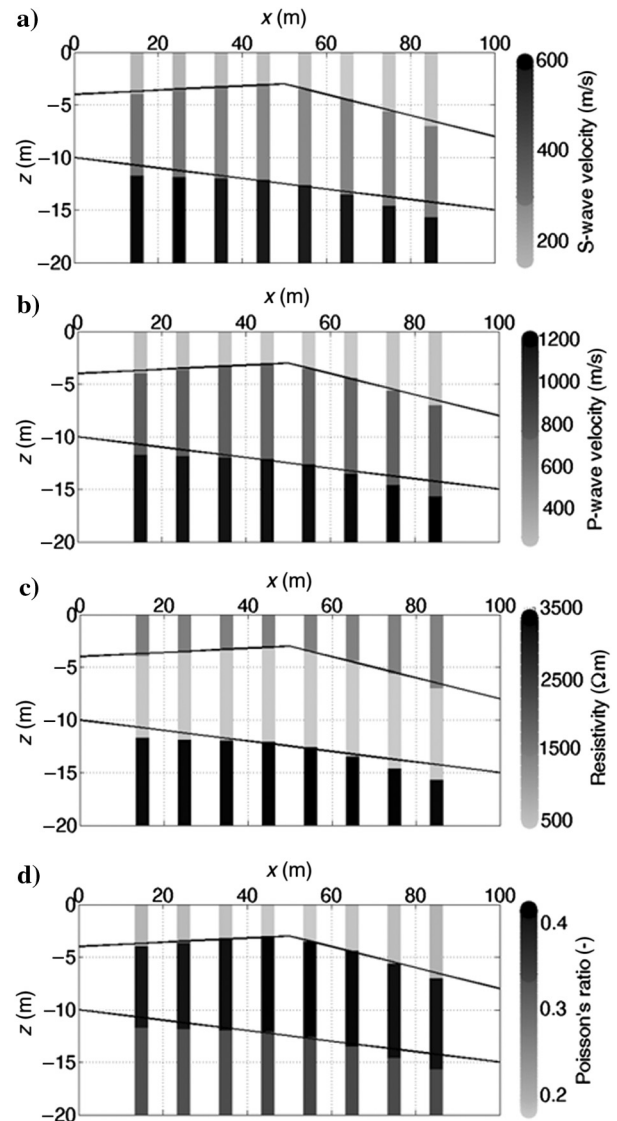 a)
x (m)
0 20 40 60 80 100
0
−5
−10
−15
−20
z (m)
600
400
200
S-wave velocity (m/s)
b)
x (m)
0 20 40 60 80 100
0
−5
−10
−15
−20
z (m)
1200
1000
800
600
400
P-wave velocity (m/s)
c)
x (m)
0 20 40 60 80 100
0
−5
−10
−15
−20
z (m)
3500
2500
1500
500
Resistivity (Ωm)
d)
x (m)
0 20 40 60 80 100
0
−5
−10
−15
−20
z (m)
0.4
0.3
0.2
Poisson's ratio (-)